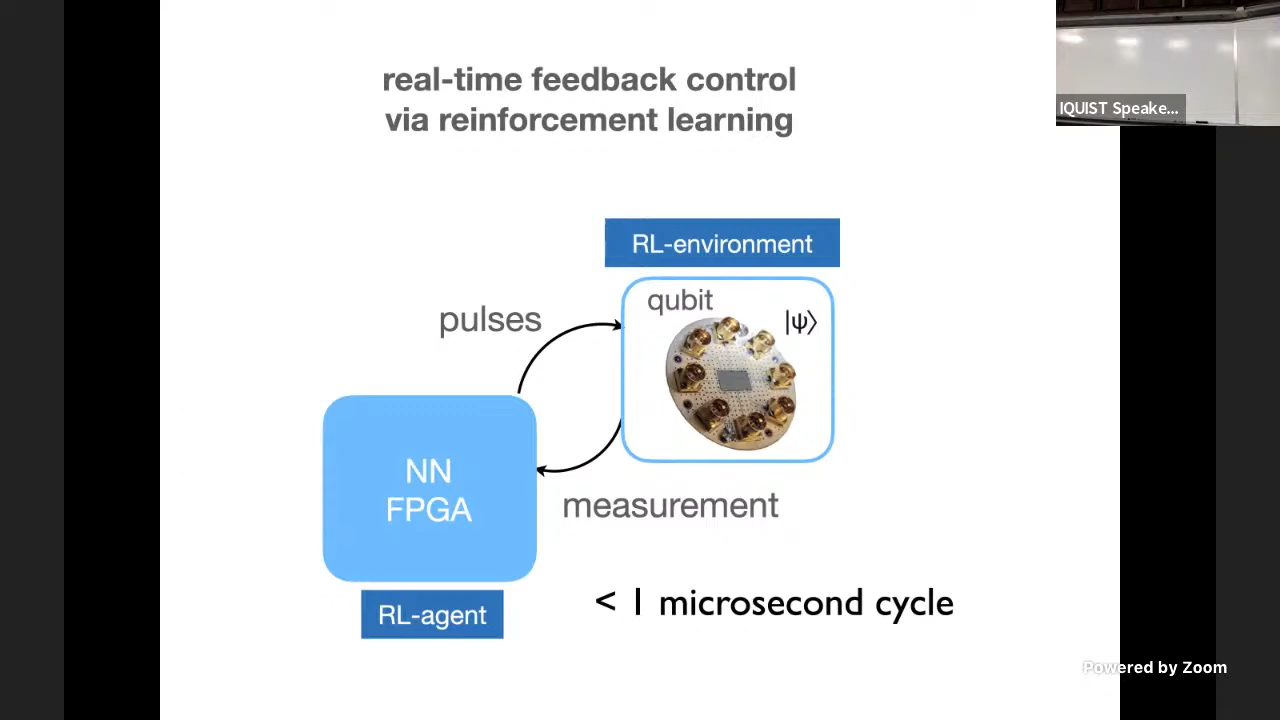 real-time feedback control
via reinforcement learning
IQUIST Speake...
RL-environment
qubit
|ψ⟩
pulses
NN
FPGA
measurement
< 1 microsecond cycle
RL-agent
Powered by Zoom